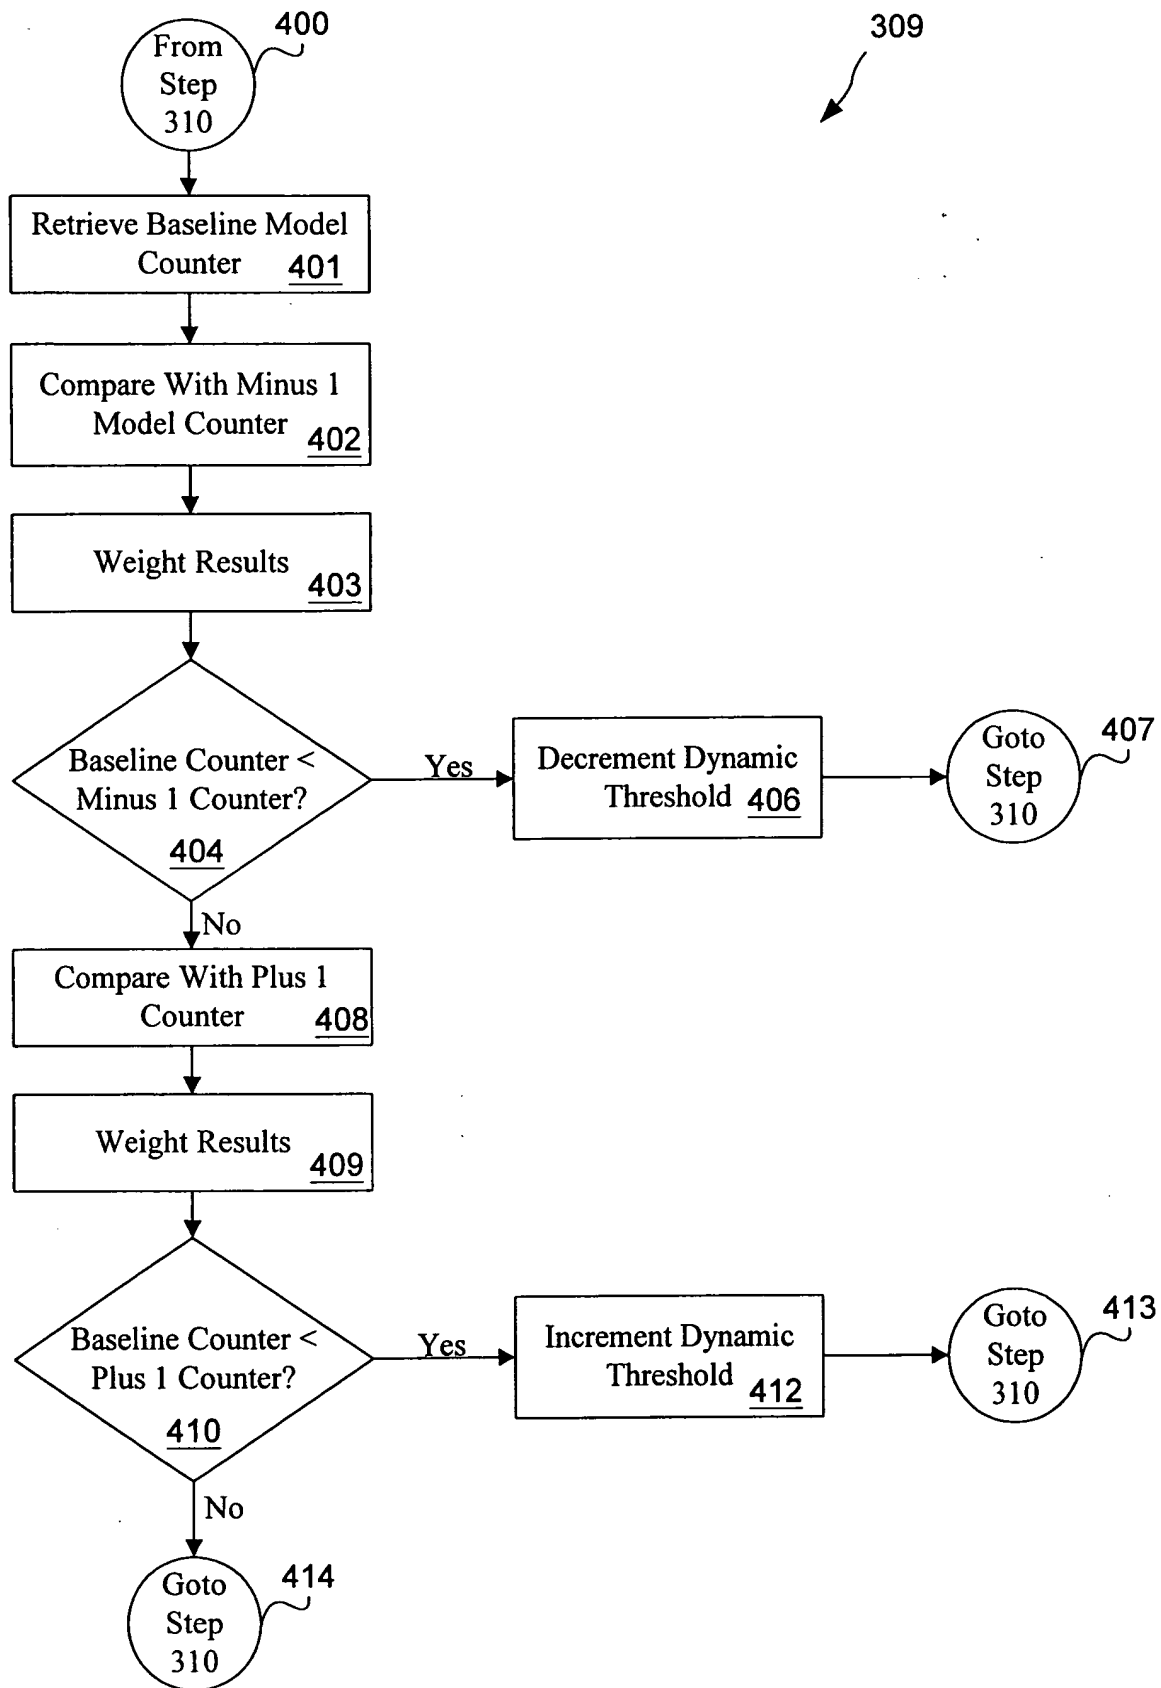 400
309
From
Step
310
Retrieve Baseline Model
Counter 401
Compare With Minus 1
Model Counter 402
Weight Results
403
Baseline Counter <
Minus 1 Counter?
404
Yes
Decrement Dynamic
Threshold 406
Goto
Step
310
407
No
Compare With Plus 1
Counter 408
Weight Results
409
Baseline Counter <
Plus 1 Counter?
410
Yes
Increment Dynamic
Threshold 412
Goto
Step
310
413
No
Goto
Step
310
414